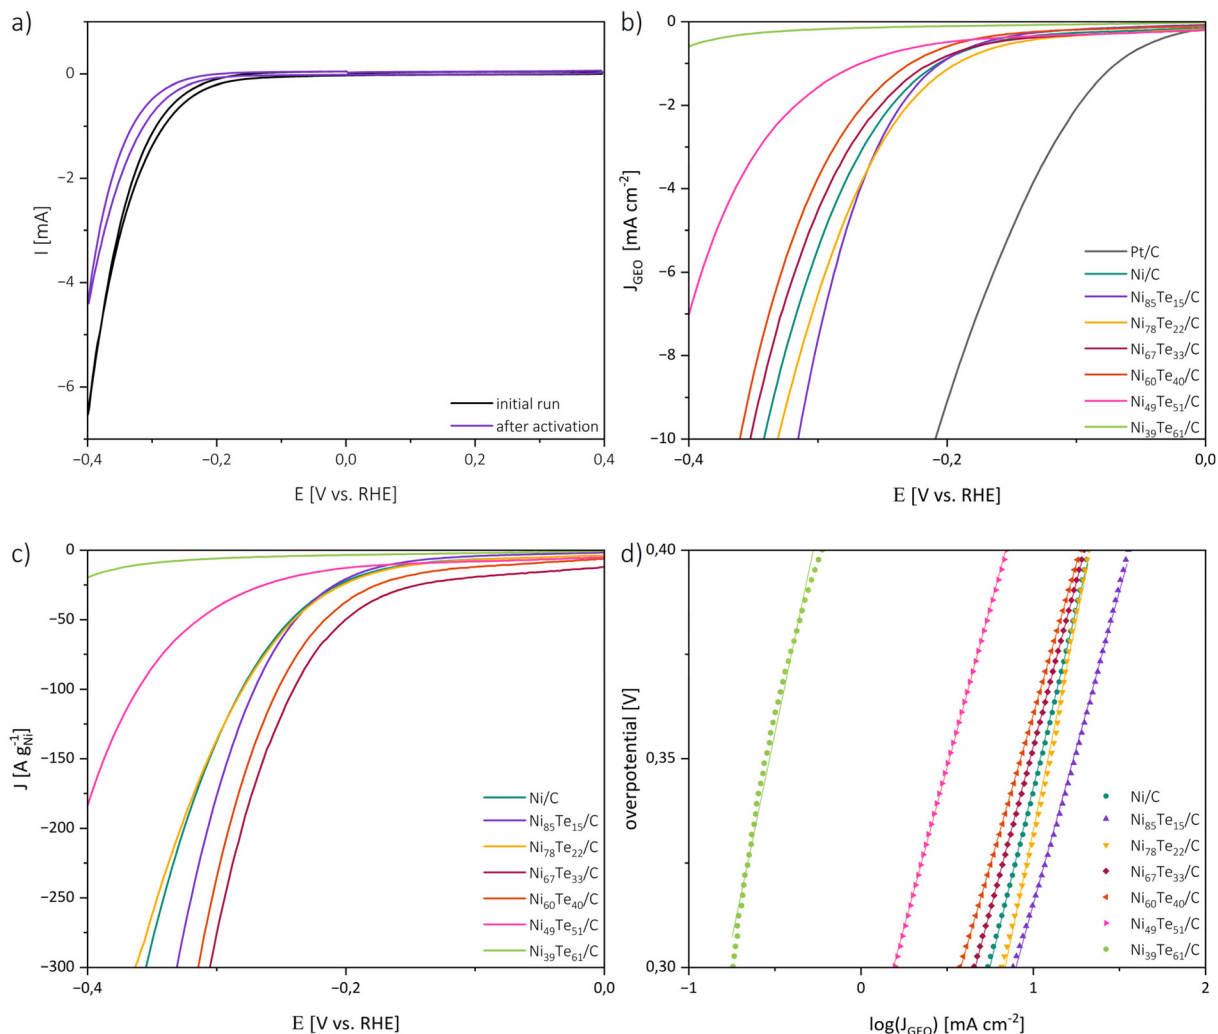 a)
0
−2
−4
−6
I [mA]
initial run
after activation
−0,4
−0,2
0,0
0,2
0,4
E [V vs. RHE]
b)
0
−2
−4
−6
−8
−10
J_GEO [mA cm⁻²]
Pt/C
Ni/C
Ni₈₅Te₁₅/C
Ni₇₈Te₂₂/C
Ni₆₇Te₃₃/C
Ni₆₀Te₄₀/C
Ni₄₉Te₅₁/C
Ni₃₉Te₆₁/C
−0,4
−0,2
0,0
E [V vs. RHE]
c)
0
−50
−100
−150
−200
−250
−300
J [A g⁻¹_Ni]
Ni/C
Ni₈₅Te₁₅/C
Ni₇₈Te₂₂/C
Ni₆₇Te₃₃/C
Ni₆₀Te₄₀/C
Ni₄₉Te₅₁/C
Ni₃₉Te₆₁/C
−0,4
−0,2
0,0
E [V vs. RHE]
d)
0,40
0,35
0,30
overpotential [V]
Ni/C
Ni₈₅Te₁₅/C
Ni₇₈Te₂₂/C
Ni₆₇Te₃₃/C
Ni₆₀Te₄₀/C
Ni₄₉Te₅₁/C
Ni₃₉Te₆₁/C
−1
0
1
2
log(J_GEO) [mA cm⁻²]